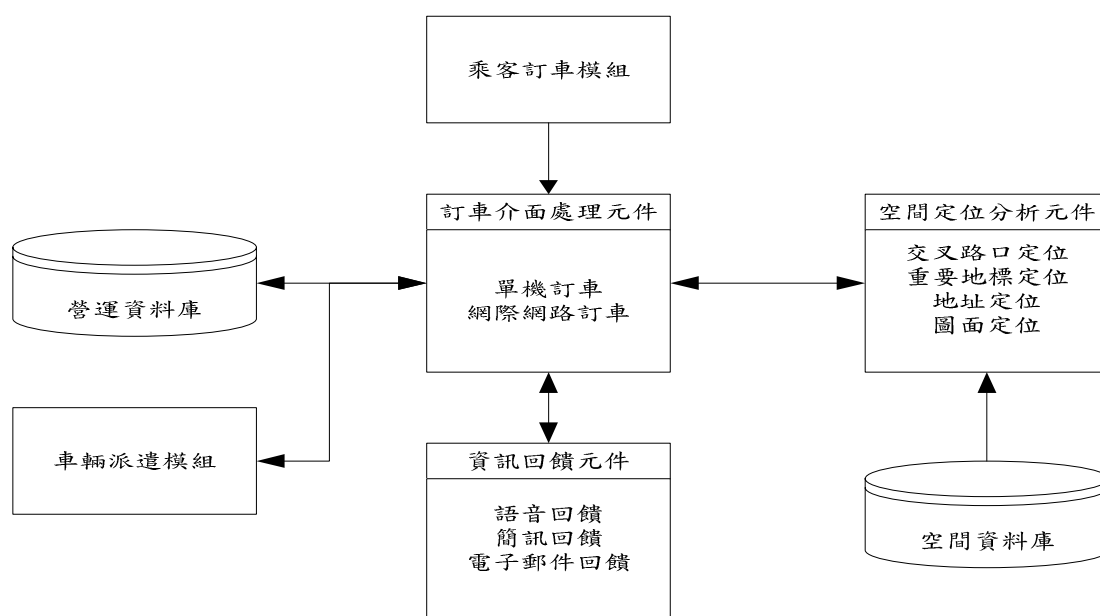 乘客訂車模組
訂車介面處理元件
單機訂車
網際網路訂車
空間定位分析元件
交叉路口定位
重要地標定位
地址定位
圖面定位
營運資料庫
車輛派遣模組
資訊回饋元件
語音回饋
簡訊回饋
電子郵件回饋
空間資料庫